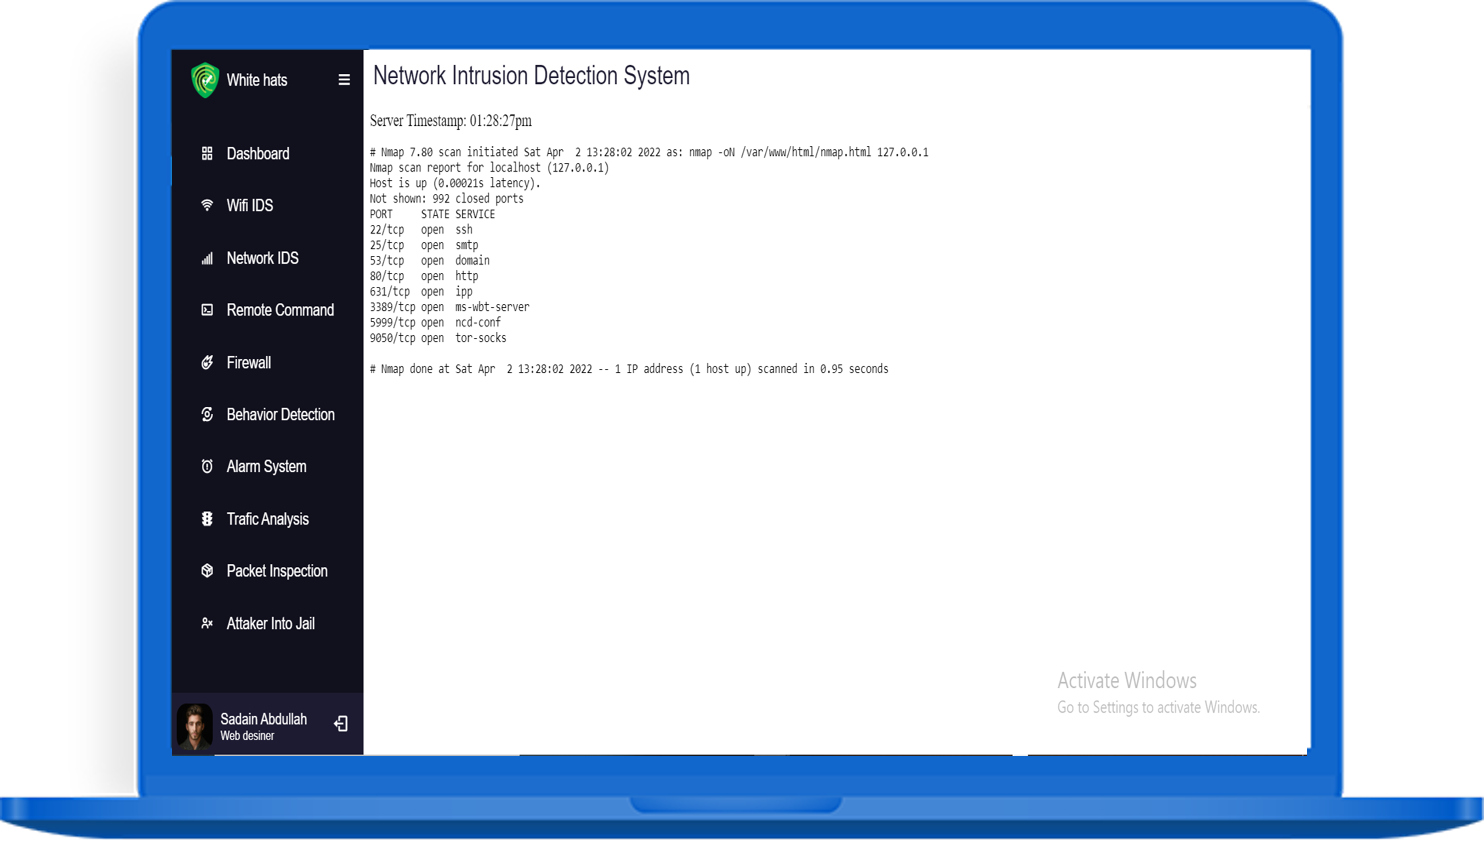 White hats
Dashboard
Wifi IDS
Network IDS
Remote Command
Firewall
Behavior Detection
Alarm System
Trafic Analysis
Packet Inspection
Attaker Into Jail
Sadain Abdullah
Web desiner
Network Intrusion Detection System
Server Timestamp: 01:28:27pm
# Nmap 7.80 scan initiated Sat Apr  2 13:28:02 2022 as: nmap -oN /var/www/html/nmap.html 127.0.0.1
Nmap scan report for localhost (127.0.0.1)
Host is up (0.00021s latency).
Not shown: 992 closed ports
PORT     STATE SERVICE
22/tcp   open  ssh
25/tcp   open  smtp
53/tcp   open  domain
80/tcp   open  http
631/tcp  open  ipp
3389/tcp open  ms-wbt-server
5999/tcp open  ncd-conf
9050/tcp open  tor-socks
# Nmap done at Sat Apr  2 13:28:02 2022 -- 1 IP address (1 host up) scanned in 0.95 seconds
Activate Windows
Go to Settings to activate Windows.